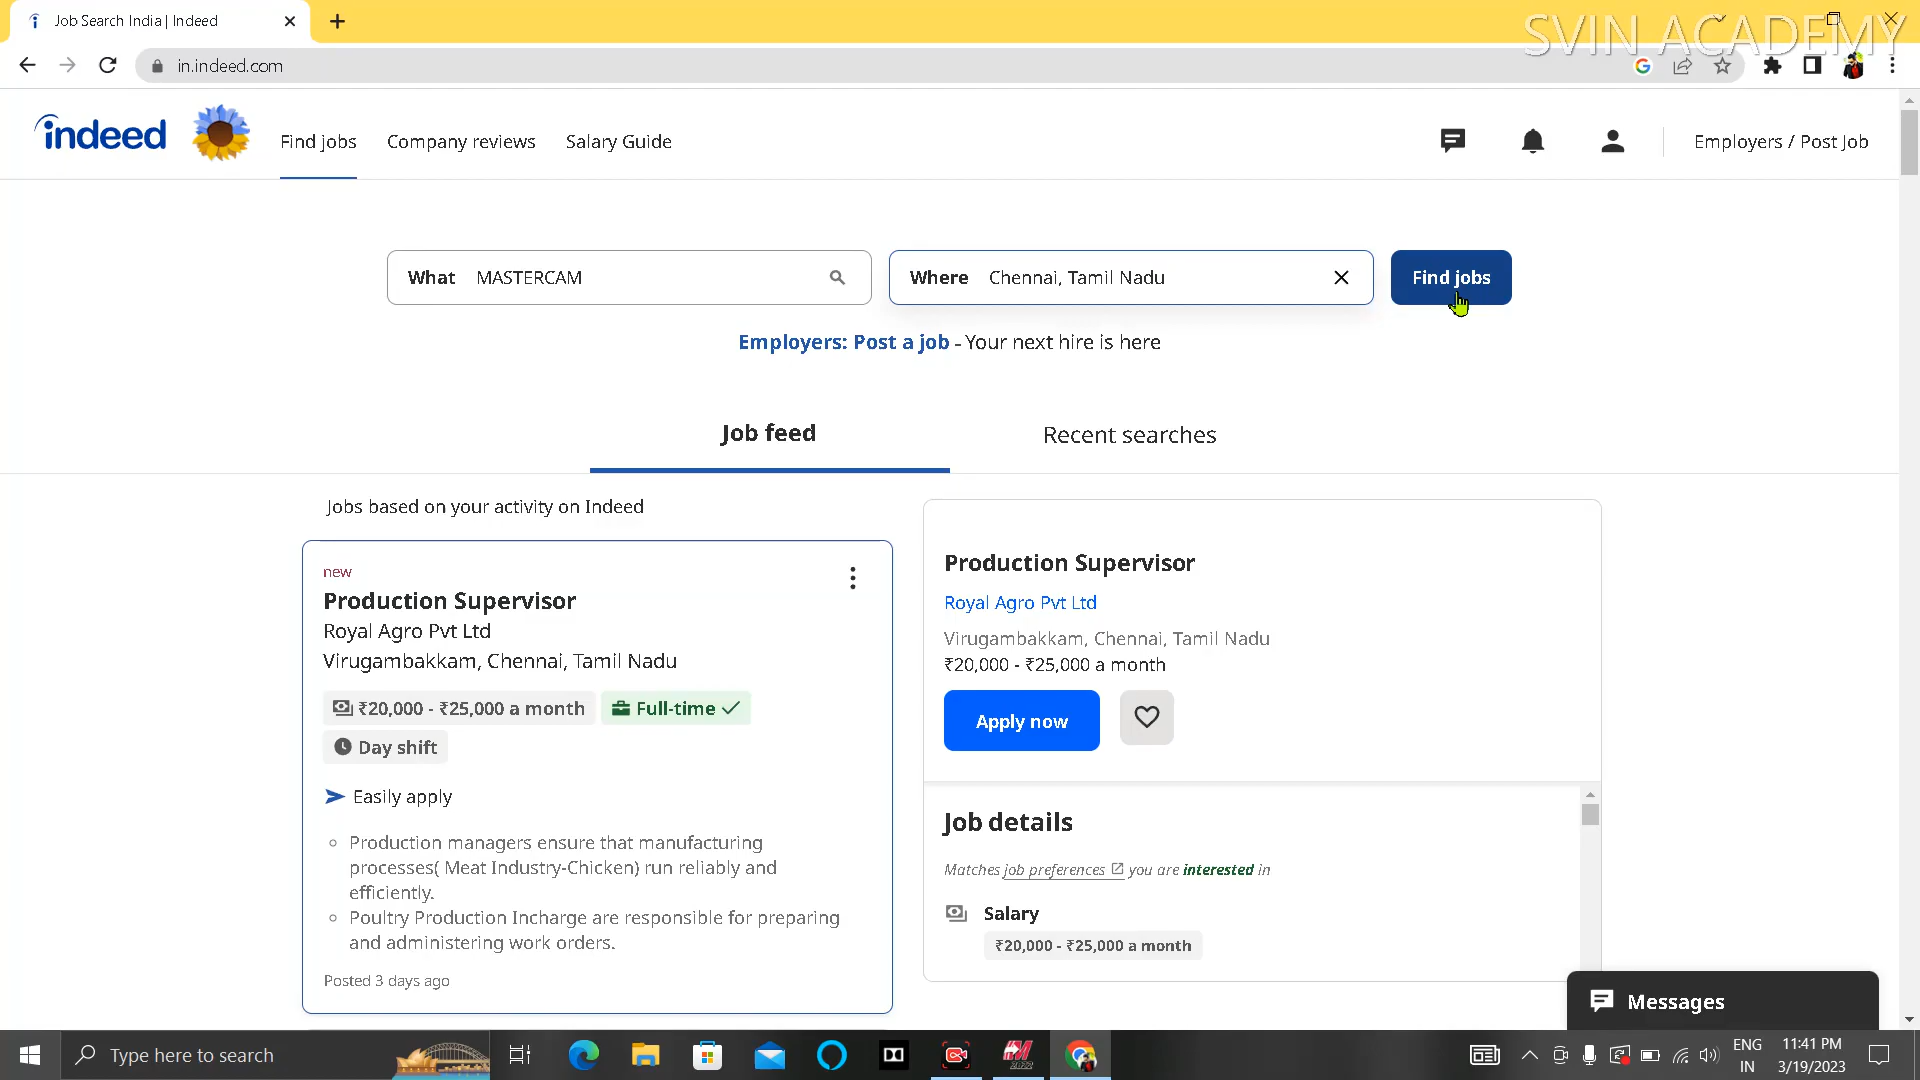 Job Search India | Indeed
SVIN ACADEMY
in.indeed.com
indeed
Find jobs
Company reviews
Salary Guide
Employers / Post Job
What MASTERCAM
Where Chennai, Tamil Nadu
Find jobs
Employers: Post a job - Your next hire is here
Job feed
Recent searches
Jobs based on your activity on Indeed
new
Production Supervisor
Royal Agro Pvt Ltd
Virugambakkam, Chennai, Tamil Nadu
₹20,000 - ₹25,000 a month
Full-time
Day shift
Easily apply
Production managers ensure that manufacturing
processes( Meat Industry-Chicken) run reliably and
efficiently.
Poultry Production Incharge are responsible for preparing
and administering work orders.
Posted 3 days ago
Production Supervisor
Royal Agro Pvt Ltd
Virugambakkam, Chennai, Tamil Nadu
₹20,000 - ₹25,000 a month
Apply now
Job details
Matches job preferences you are interested in
Salary
₹20,000 - ₹25,000 a month
Messages
Type here to search
2022
ENG
IN
11:41 PM
3/19/2023